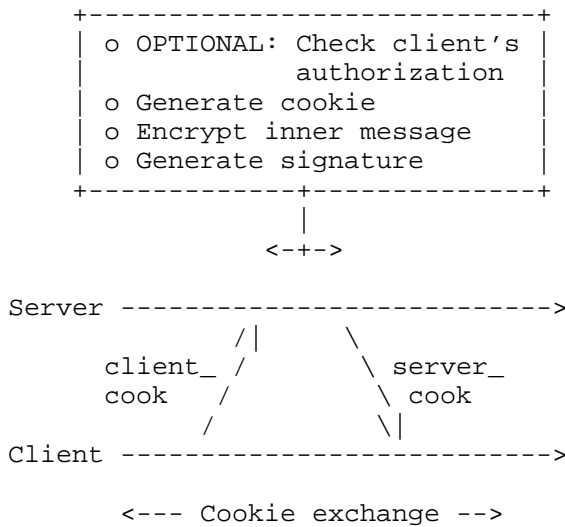 o OPTIONAL: Check client's
authorization
o Generate cookie
o Encrypt inner message
o Generate signature
Server
client_
server_
cook
cook
Client
<--- Cookie exchange -->